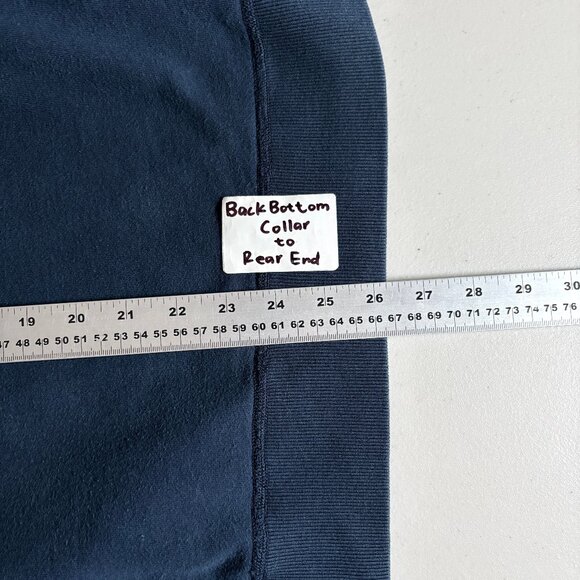 Back Bottom
Collar
to
Rear End
19 20 21 22 23 24 25 26 27 28 29 30
47 48 49 50 51 52 53 54 55 56 57 58 59 60 61 62 63 64 65 66 67 68 69 70 71 72 73 74 75 76